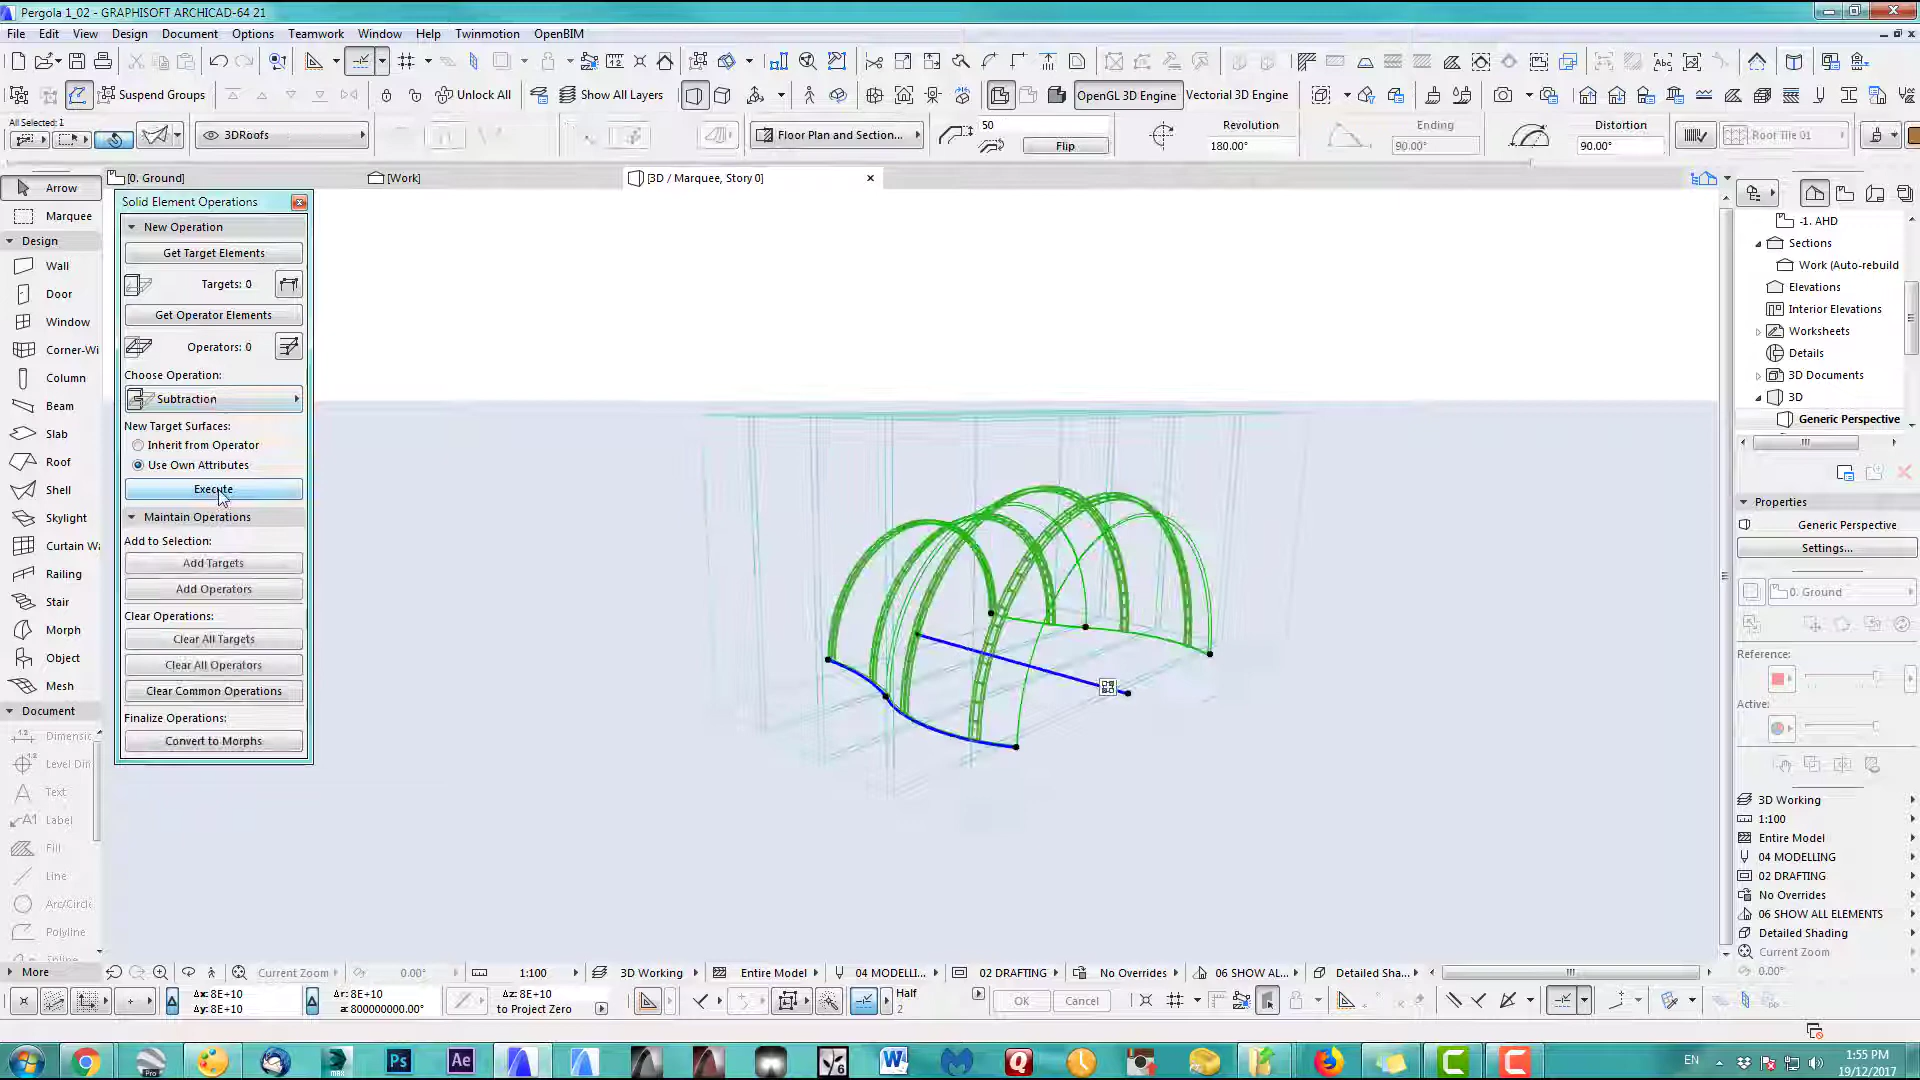 Pergola 1_02 - GRAPHISOFT ARCHICAD-64 21
File Edit View Design Document Options Teamwork Window Help Twinmotion OpenBIM
Suspend Groups
Unlock All
Show All Layers
OpenGL 3D Engine
Vectorial 3D Engine
All Selected: 1
3DRoofs
Floor Plan and Section...
50
Flip
Revolution
180.00°
Ending
90.00°
Distortion
90.00°
Roof Tile 01
[0. Ground]
[Work]
[3D / Marquee, Story 0]
Arrow
Marquee
Design
Wall
Door
Window
Corner-Wi
Column
Beam
Slab
Roof
Shell
Skylight
Curtain Wa
Railing
Stair
Morph
Object
Mesh
Document
Dimensic
Level Din
Text
A1
Label
Fill
Line
Arc/Circle
Polyline
More
Solid Element Operations
New Operation
Get Target Elements
Targets: 0
Get Operator Elements
Operators: 0
Choose Operation:
Subtraction
New Target Surfaces:
Inherit from Operator
Use Own Attributes
Execute
Maintain Operations
Add to Selection:
Add Targets
Add Operators
Clear Operations:
Clear All Targets
Clear All Operators
Clear Common Operations
Finalize Operations:
Convert to Morphs
-1. AHD
Sections
Work (Auto-rebuild
Elevations
Interior Elevations
Worksheets
Details
3D Documents
3D
Generic Perspective
Properties
Generic Perspective
Settings...
0. Ground
Reference:
Active:
3D Working
1:100
Entire Model
04 MODELLING
02 DRAFTING
No Overrides
06 SHOW ALL ELEMENTS
Detailed Shading
Current Zoom
0.00°
Current Zoom
0.00°
1:100
3D Working
Entire Model
04 MODELLI...
02 DRAFTING
No Overrides
06 SHOW AL...
Detailed Sha...
Δx: 8E+10
Δy: 8E+10
Δr: 8E+10
a: 800000000.00°
Δz: 8E+10
to Project Zero
Half
2
OK
Cancel
Pro
max
Ps
Ae
6
W
Q
C
C
EN
1:55 PM
19/12/2017